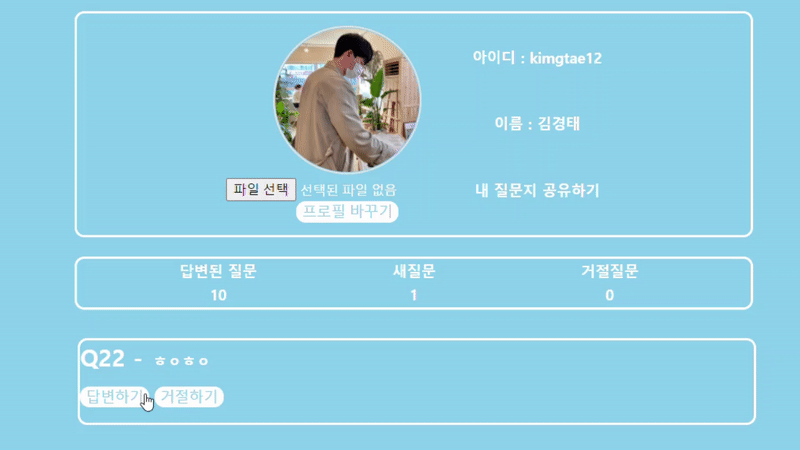 아이디 : kimgtae12
이름 : 김경태
파일 선택 선택된 파일 없음
내 질문지 공유하기
프로필 바꾸기
답변된 질문 새질문 거절질문
10 1 0
Q22 - ㅎㅇㅎㅇ
답변하기 거절하기